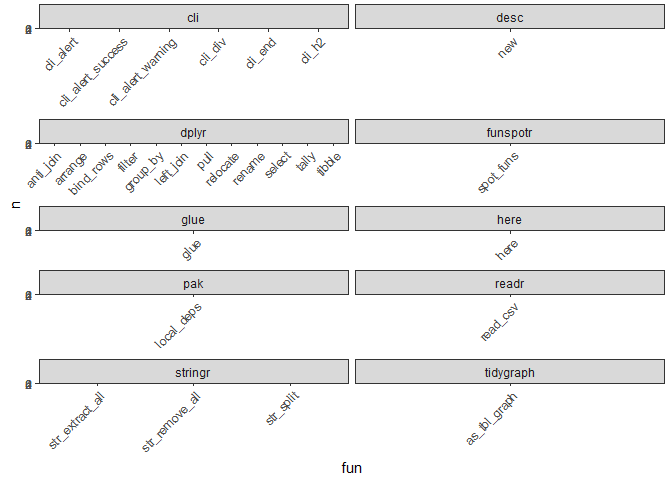 cli
desc
cli_alert
cli_alert_success
cli_alert_warning
cli_div
cli_end
cli_h2
new
dplyr
funspotr
anti_join
arrange
bind_rows
filter
group_by
left_join
pull
relocate
rename
select
tally
tibble
spot_funs
n
glue
here
glue
here
pak
readr
local_deps
read_csv
stringr
tidygraph
str_extract_all
str_remove_all
str_split
as_tbl_graph
fun